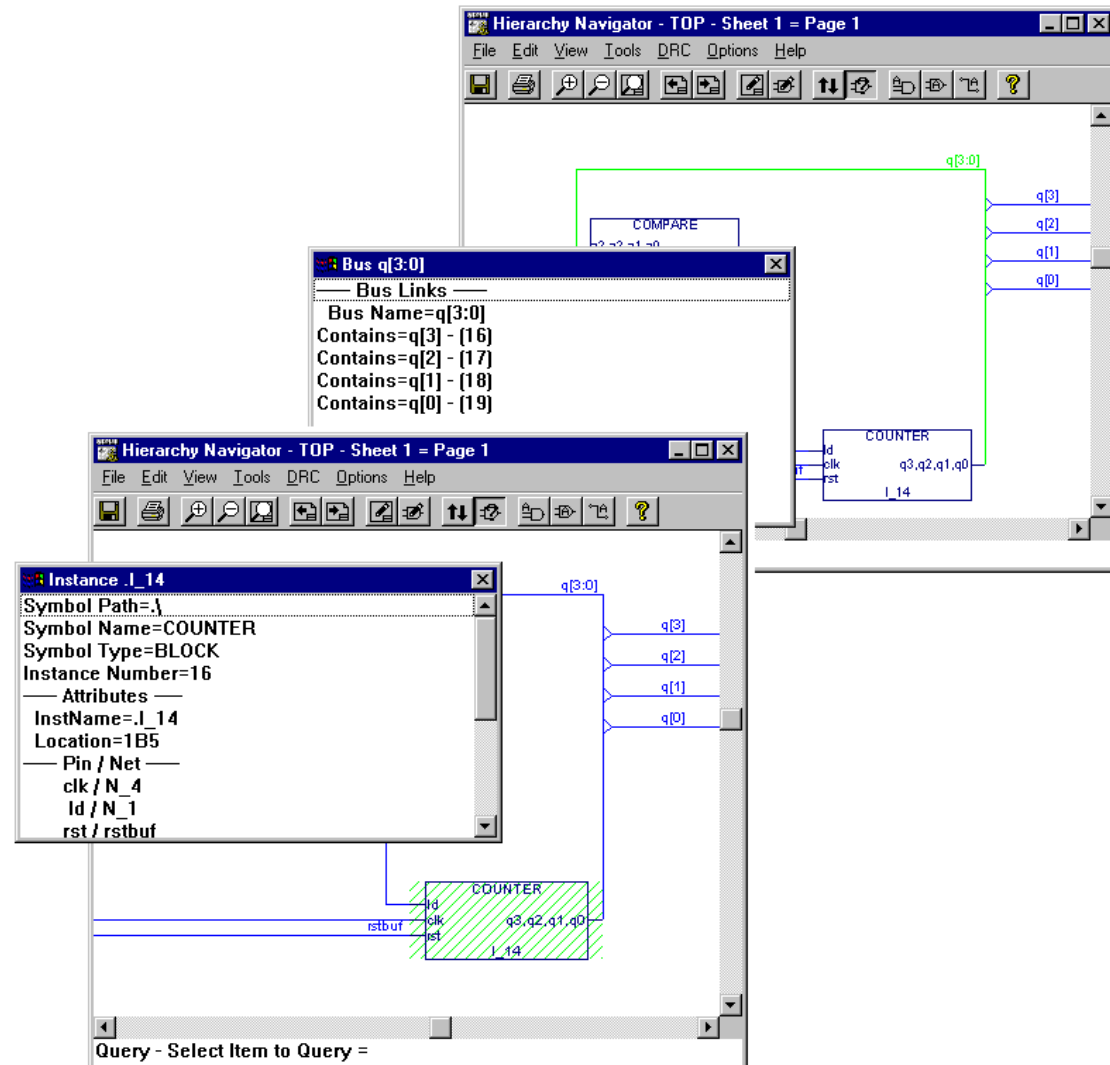 Hierarchy Navigator - TOP - Sheet 1 = Page 1
File Edit View Tools DRC Options Help
q[3:0]
q[3]
q[2]
q[1]
q[0]
COMPARE
Bus q[3:0]
Bus Links
Bus Name=q[3:0]
Contains=q[3] - (16)
Contains=q[2] - (17)
Contains=q[1] - (18)
Contains=q[0] - (19)
COUNTER
ld
clk q3,q2,q1,q0
rst
I_14
Hierarchy Navigator - TOP - Sheet 1 = Page 1
File Edit View Tools DRC Options Help
Instance .I_14
Symbol Path=.\
Symbol Name=COUNTER
Symbol Type=BLOCK
Instance Number=16
Attributes
InstName=.I_14
Location=1B5
Pin / Net
clk / N_4
ld / N_1
rst / rstbuf
q[3:0]
q[3]
q[2]
q[1]
q[0]
COUNTER
ld
clk q3,q2,q1,q0
rstbuf rst
I_14
Query - Select Item to Query =